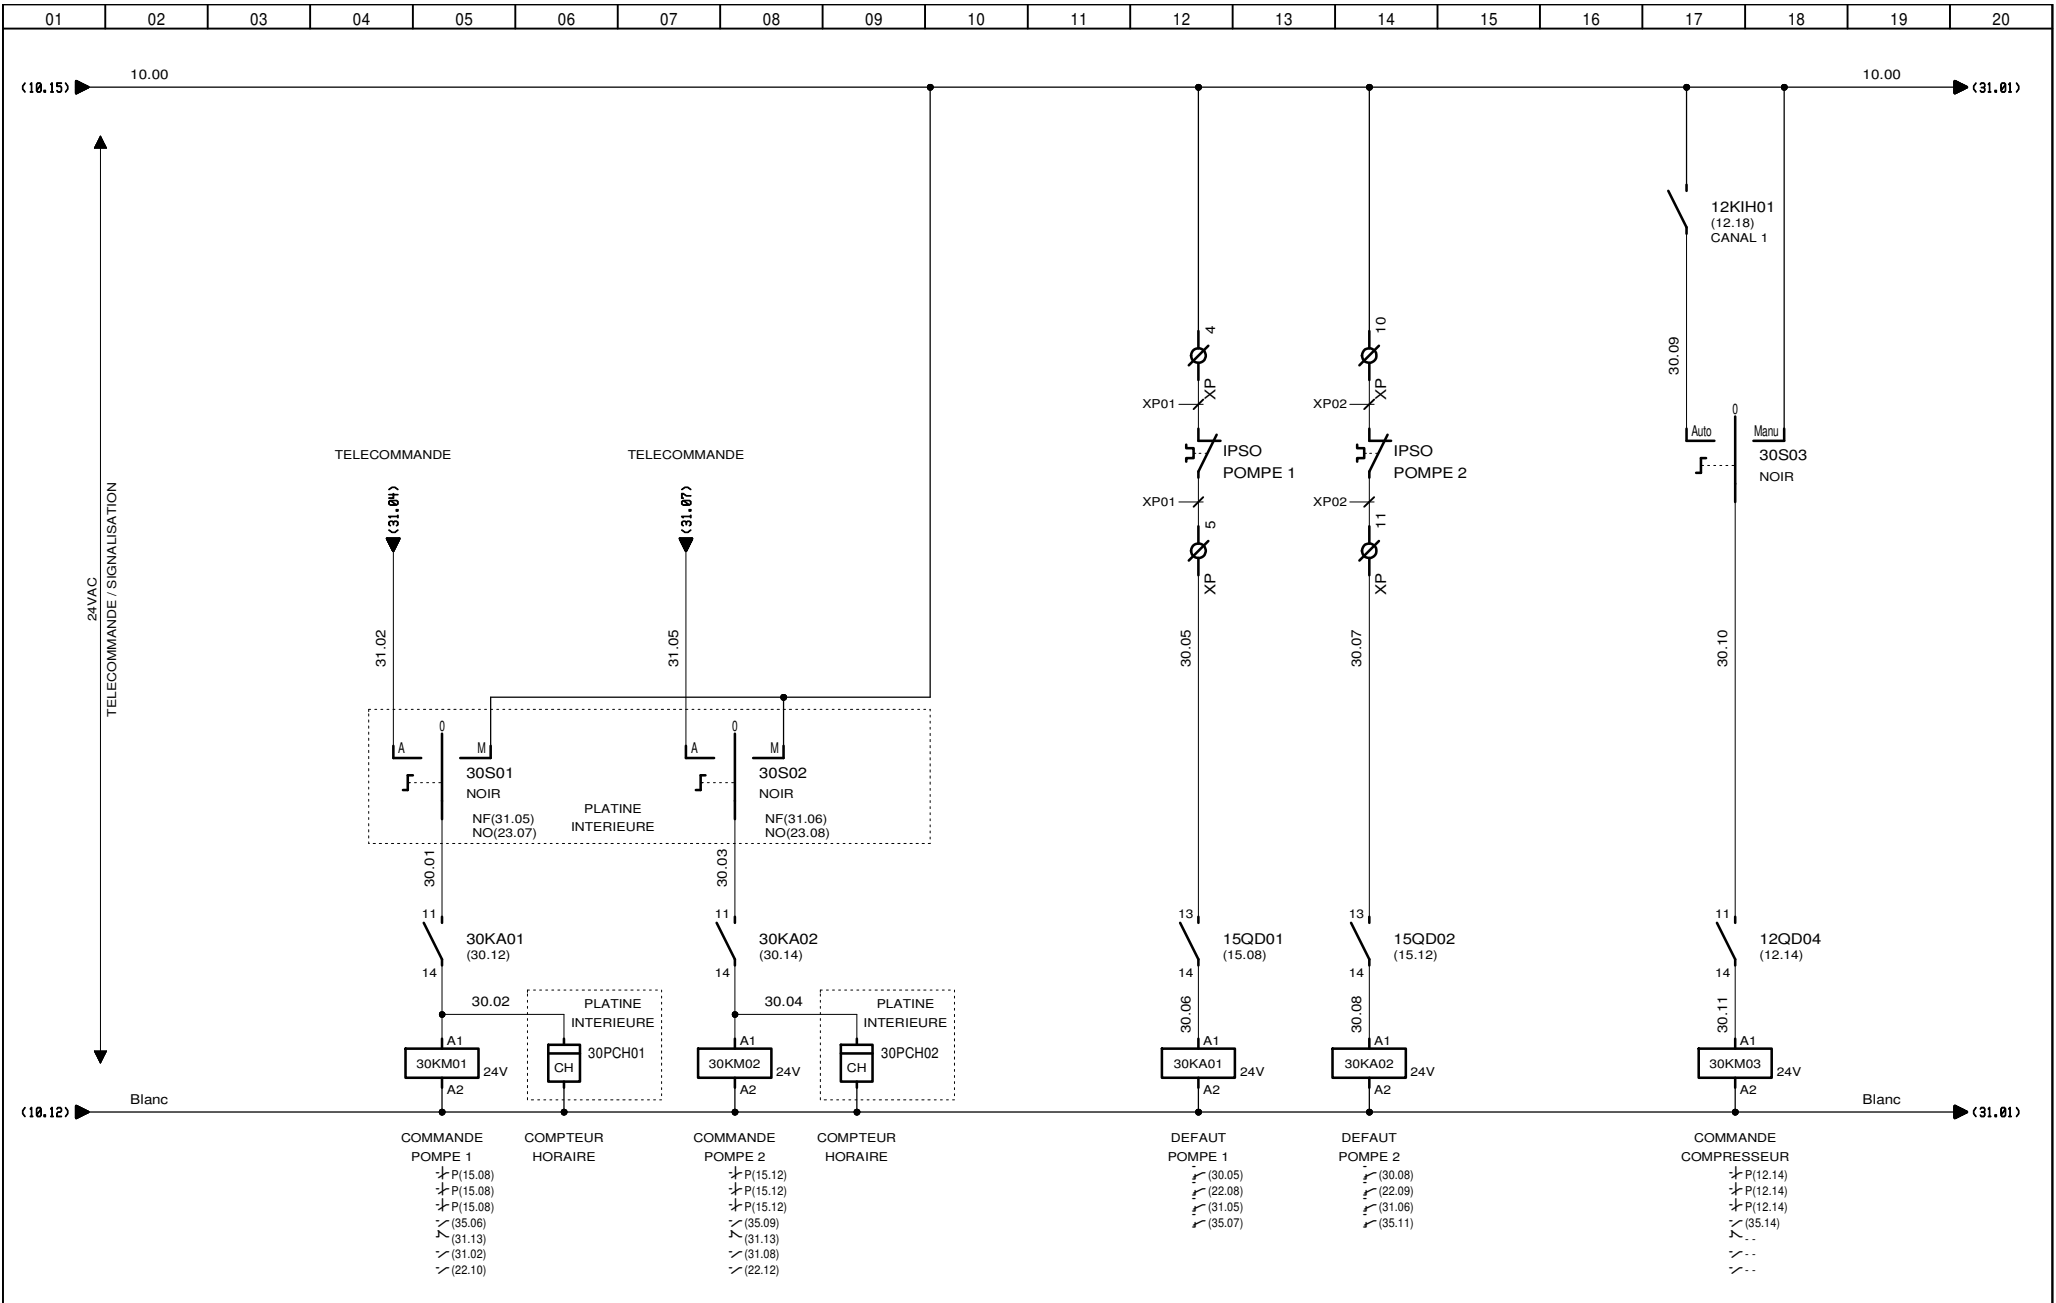 01 02 03 04 05 06 07 08 09 10 11 12 13 14 15 16 17 18 19 20
10.00 10.00
(10.15) (31.01)
12KIH01
(12.18)
CANAL 1
4 10
30.09
XP XP
XP01 XP02
0
Auto Manu
TELECOMMANDE TELECOMMANDE
IPSO IPSO 30S03
POMPE 1 POMPE 2 NOIR
(31.04) (31.07)
XP01 XP02
5 11
XP XP
24VAC
TELECOMMANDE / SIGNALISATION
31.02 31.05 30.05 30.07 30.10
0 0
A M A M
30S01 30S02
NOIR NOIR
PLATINE
INTERIEURE
NF(31.05) NF(31.06)
NO(23.07) NO(23.08)
30.01 30.03
11 11 13 13 11
30KA01 30KA02 15QD01 15QD02 12QD04
(30.12) (30.14) (15.08) (15.12) (12.14)
14 14 14 14 14
30.02 PLATINE 30.04 PLATINE
INTERIEURE INTERIEURE
30.06 30.08 30.11
A1 A1 A1 A1 A1
30PCH01 30PCH02
30KM01 24V CH 30KM02 24V CH 30KA01 24V 30KA02 24V 30KM03 24V
A2 A2 A2 A2 A2
Blanc Blanc
(10.12) (31.01)
COMMANDE COMPTEUR COMMANDE COMPTEUR DEFAUT DEFAUT COMMANDE
POMPE 1 HORAIRE POMPE 2 HORAIRE POMPE 1 POMPE 2 COMPRESSEUR
P(15.08) P(15.12) (30.05) (30.08) P(12.14)
P(15.08) P(15.12) (22.08) (22.09) P(12.14)
P(15.08) P(15.12) (31.05) (31.06) P(12.14)
(35.06) (35.09) (35.07) (35.11) (35.14)
(31.13) (31.13) - -
(31.02) (31.08) - -
(22.10) (22.12) - -